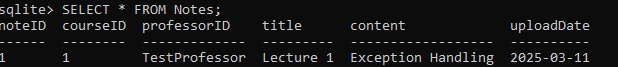 sqlite> SELECT * FROM Notes;
noteID  courseID  professorID    title      content             uploadDate
------  --------  -------------  ---------  ------------------  ----------
1       1         TestProfessor  Lecture 1  Exception Handling  2025-03-11